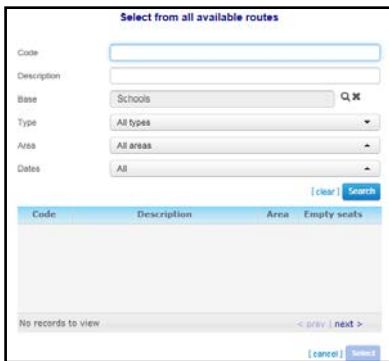 Select from all available routes
Code
Description
Base Schools
Type All types
Area All areas
Dates All
[ clear ] Search
Code Description Area Empty seats
No records to view < prev | next >
[ cancel ] Select